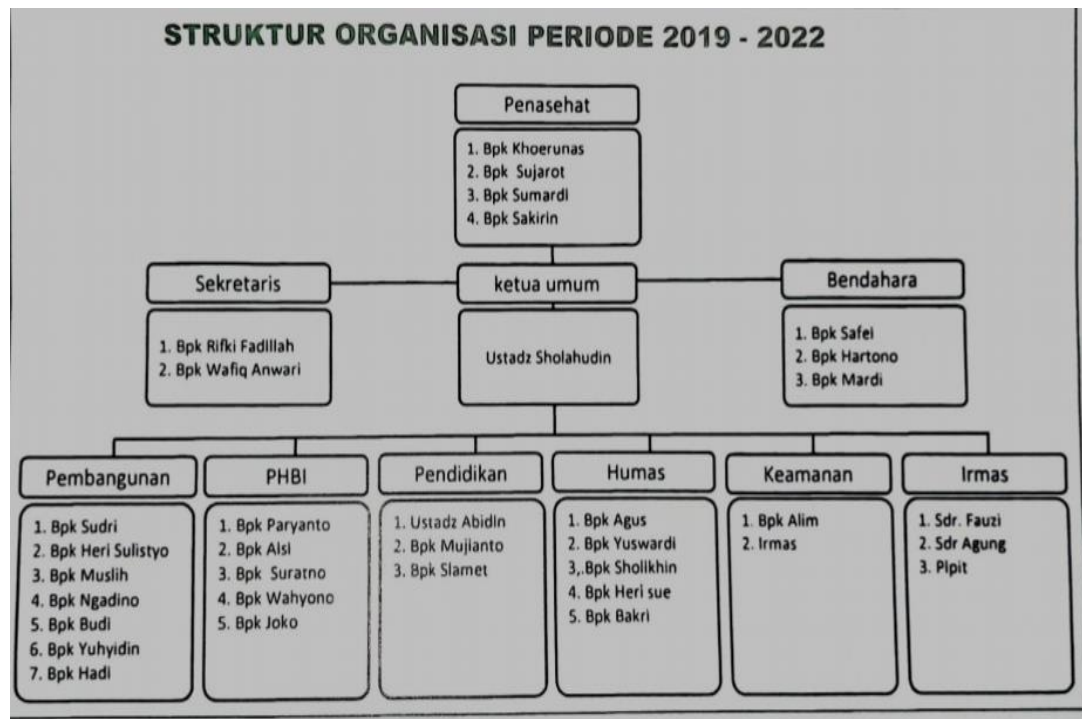 STRUKTUR ORGANISASI PERIODE 2019 - 2022
Penasehat
1. Bpk Khoerunas
2. Bpk Sujarot
3. Bpk Sumardi
4. Bpk Sakirin
Sekretaris
1. Bpk Rifki Fadillah
2. Bpk Wafiq Anwari
ketua umum
Ustadz Sholahudin
Bendahara
1. Bpk Safei
2. Bpk Hartono
3. Bpk Mardi
Pembangunan
1. Bpk Sudri
2. Bpk Heri Sulistyo
3. Bpk Muslih
4. Bpk Ngadino
5. Bpk Budi
6. Bpk Yuhyidin
7. Bpk Hadi
PHBI
1. Bpk Paryanto
2. Bpk Aisi
3. Bpk Suratno
4. Bpk Wahyono
5. Bpk Joko
Pendidikan
1. Ustadz Abidin
2. Bpk Mujianto
3. Bpk Slamet
Humas
1. Bpk Agus
2. Bpk Yuswardi
3,.Bpk Sholikhin
4. Bpk Heri sue
5. Bpk Bakri
Keamanan
1. Bpk Alim
2. Irmas
Irmas
1. Sdr. Fauzi
2. Sdr Agung
3. Pipit